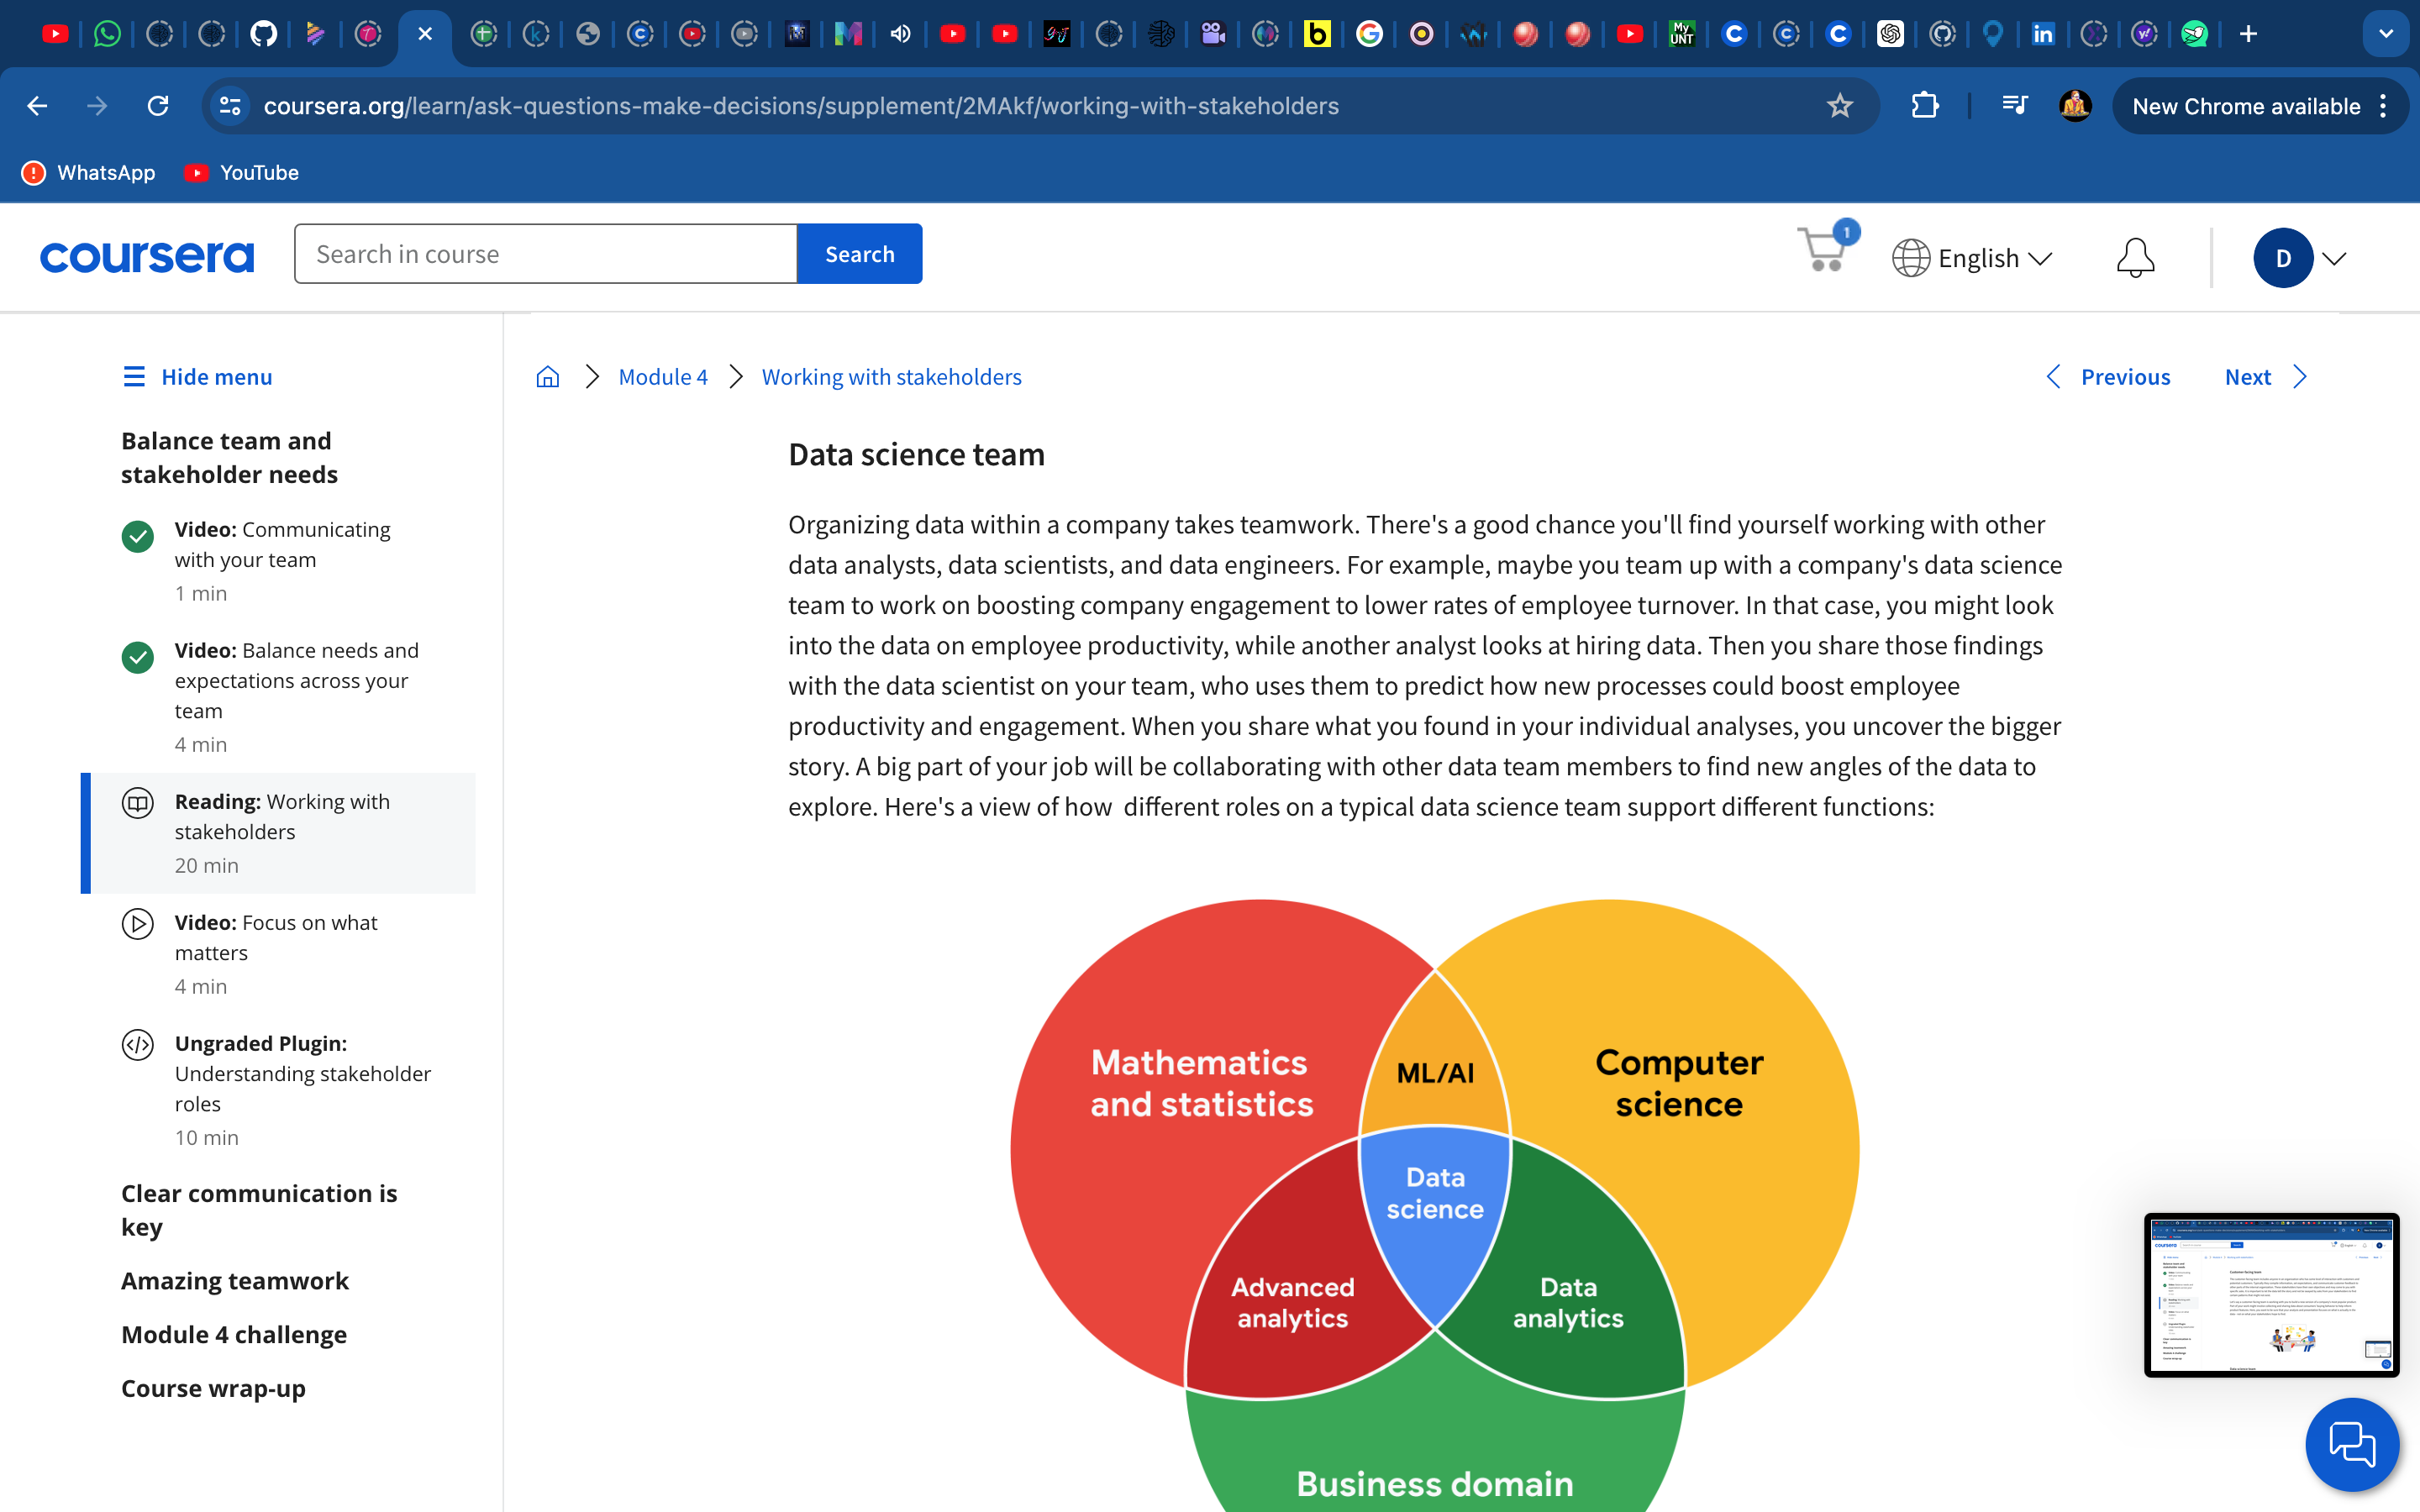 My
UNT
coursera.org/learn/ask-questions-make-decisions/supplement/2MAkf/working-with-stakeholders
New Chrome available
WhatsApp
YouTube
coursera
Search in course
Search
1
English
D
Hide menu
Module 4
Working with stakeholders
Previous
Next
Balance team and
stakeholder needs
Video: Communicating
with your team
1 min
Video: Balance needs and
expectations across your
team
4 min
Reading: Working with
stakeholders
20 min
Video: Focus on what
matters
4 min
Ungraded Plugin:
Understanding stakeholder
roles
10 min
Clear communication is
key
Amazing teamwork
Module 4 challenge
Course wrap-up
Data science team
Organizing data within a company takes teamwork. There's a good chance you'll find yourself working with other
data analysts, data scientists, and data engineers. For example, maybe you team up with a company's data science
team to work on boosting company engagement to lower rates of employee turnover. In that case, you might look
into the data on employee productivity, while another analyst looks at hiring data. Then you share those findings
with the data scientist on your team, who uses them to predict how new processes could boost employee
productivity and engagement. When you share what you found in your individual analyses, you uncover the bigger
story. A big part of your job will be collaborating with other data team members to find new angles of the data to
explore. Here's a view of how  different roles on a typical data science team support different functions:
Mathematics
and statistics
ML/AI
Computer
science
Data
science
Advanced
analytics
Data
analytics
Business domain